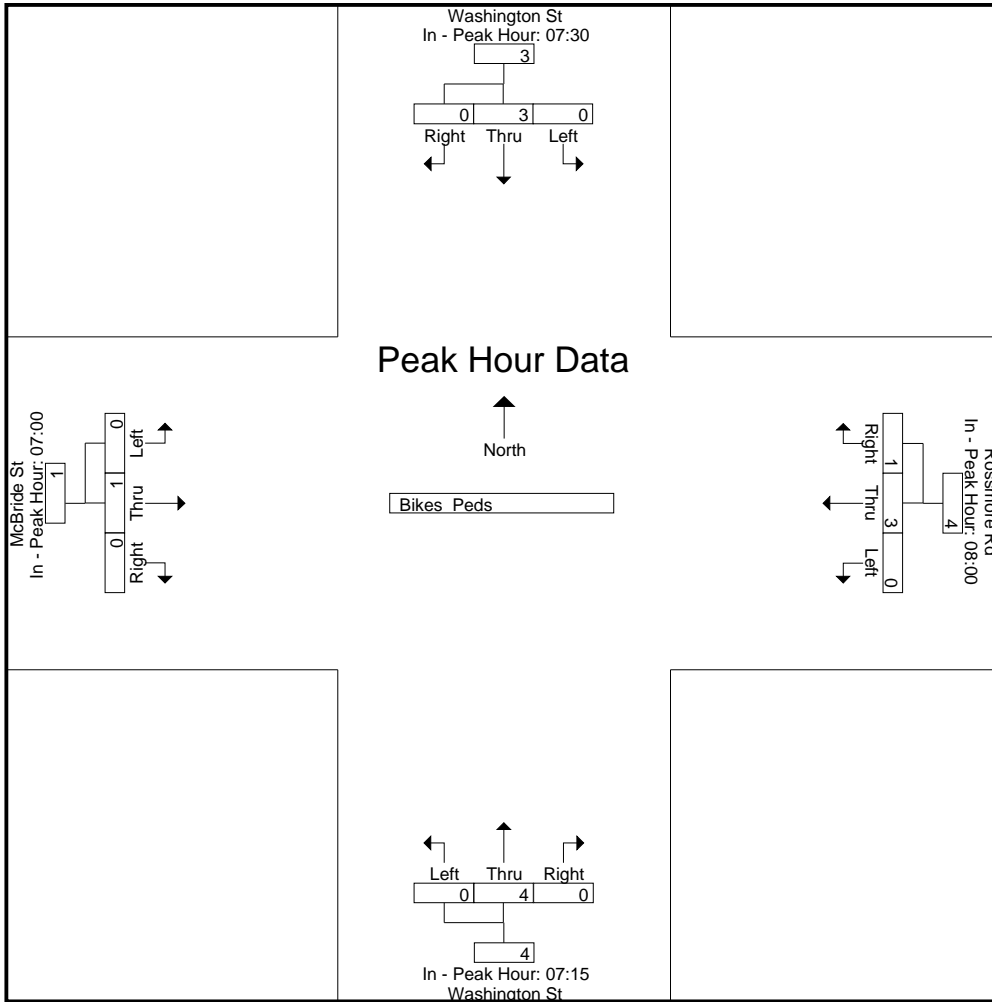 Washington St
In - Peak Hour: 07:30
3
0 3 0
Right Thru Left
Peak Hour Data
North
Bikes Peds
McBride St
In - Peak Hour: 07:00
1
0 1 0
Left Thru Right
Rossmore Rd
In - Peak Hour: 08:00
4
1 3 0
Right Thru Left
Left Thru Right
0 4 0
4
In - Peak Hour: 07:15
Washington St